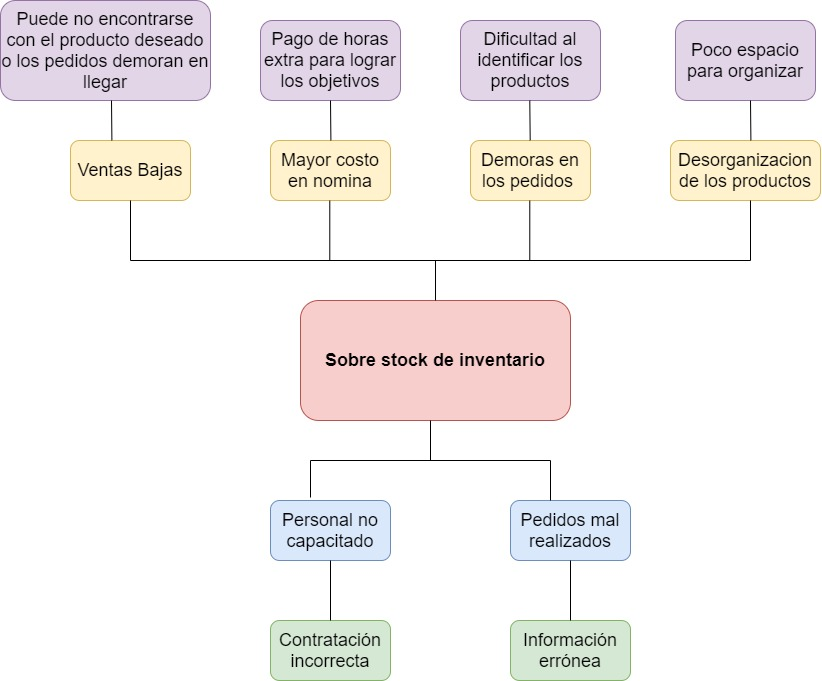 Puede no encontrarse
con el producto deseado
o los pedidos demoran en
llegar
Pago de horas
extra para lograr
los objetivos
Dificultad al
identificar los
productos
Poco espacio
para organizar
Ventas Bajas
Mayor costo
en nomina
Demoras en
los pedidos
Desorganizacion
de los productos
Sobre stock de inventario
Personal no
capacitado
Pedidos mal
realizados
Contratación
incorrecta
Información
errónea